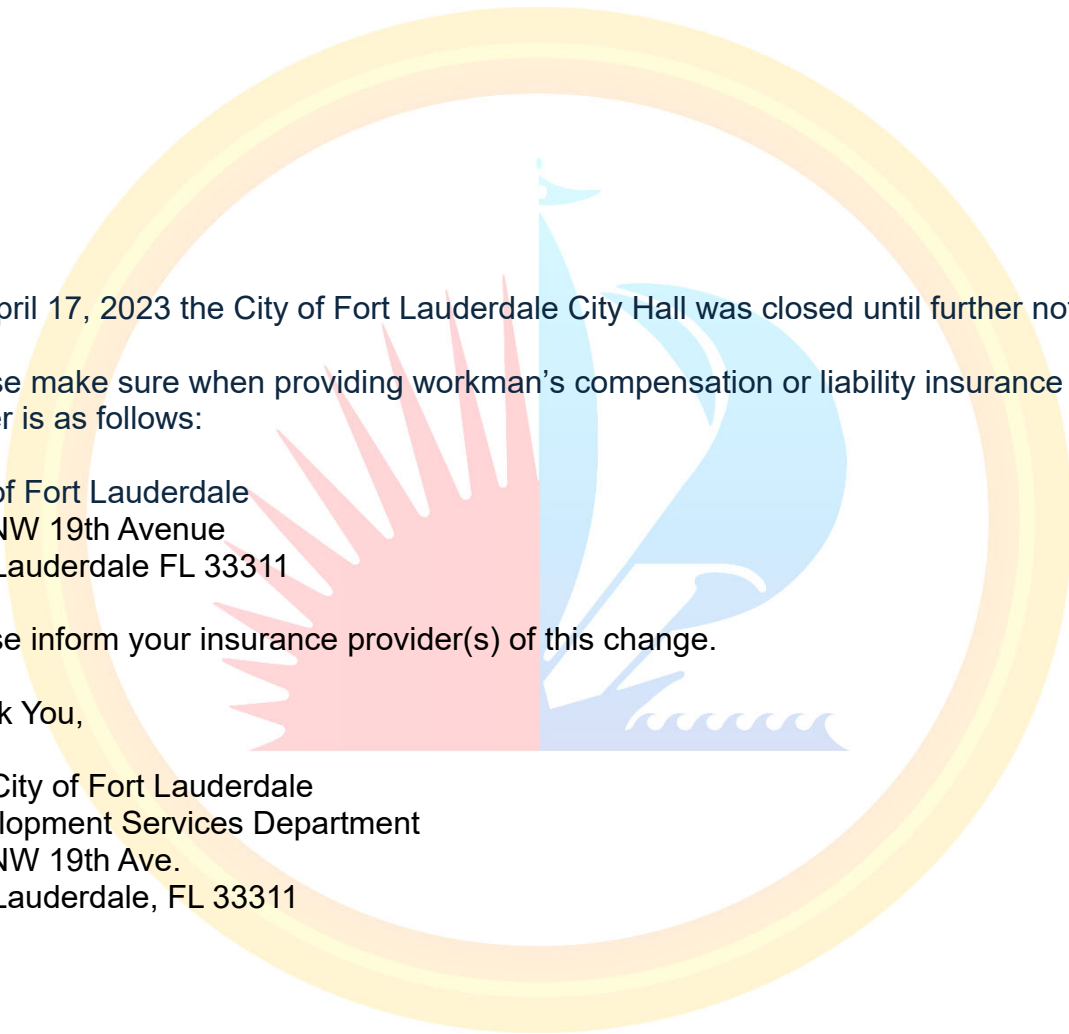 pril 17, 2023 the City of Fort Lauderdale City Hall was closed until further not
se make sure when providing workman’s compensation or liability insurance
er is as follows:
of Fort Lauderdale
NW 19th Avenue
Lauderdale FL 33311
se inform your insurance provider(s) of this change.
k You,
City of Fort Lauderdale
lopment Services Department
NW 19th Ave.
Lauderdale, FL 33311